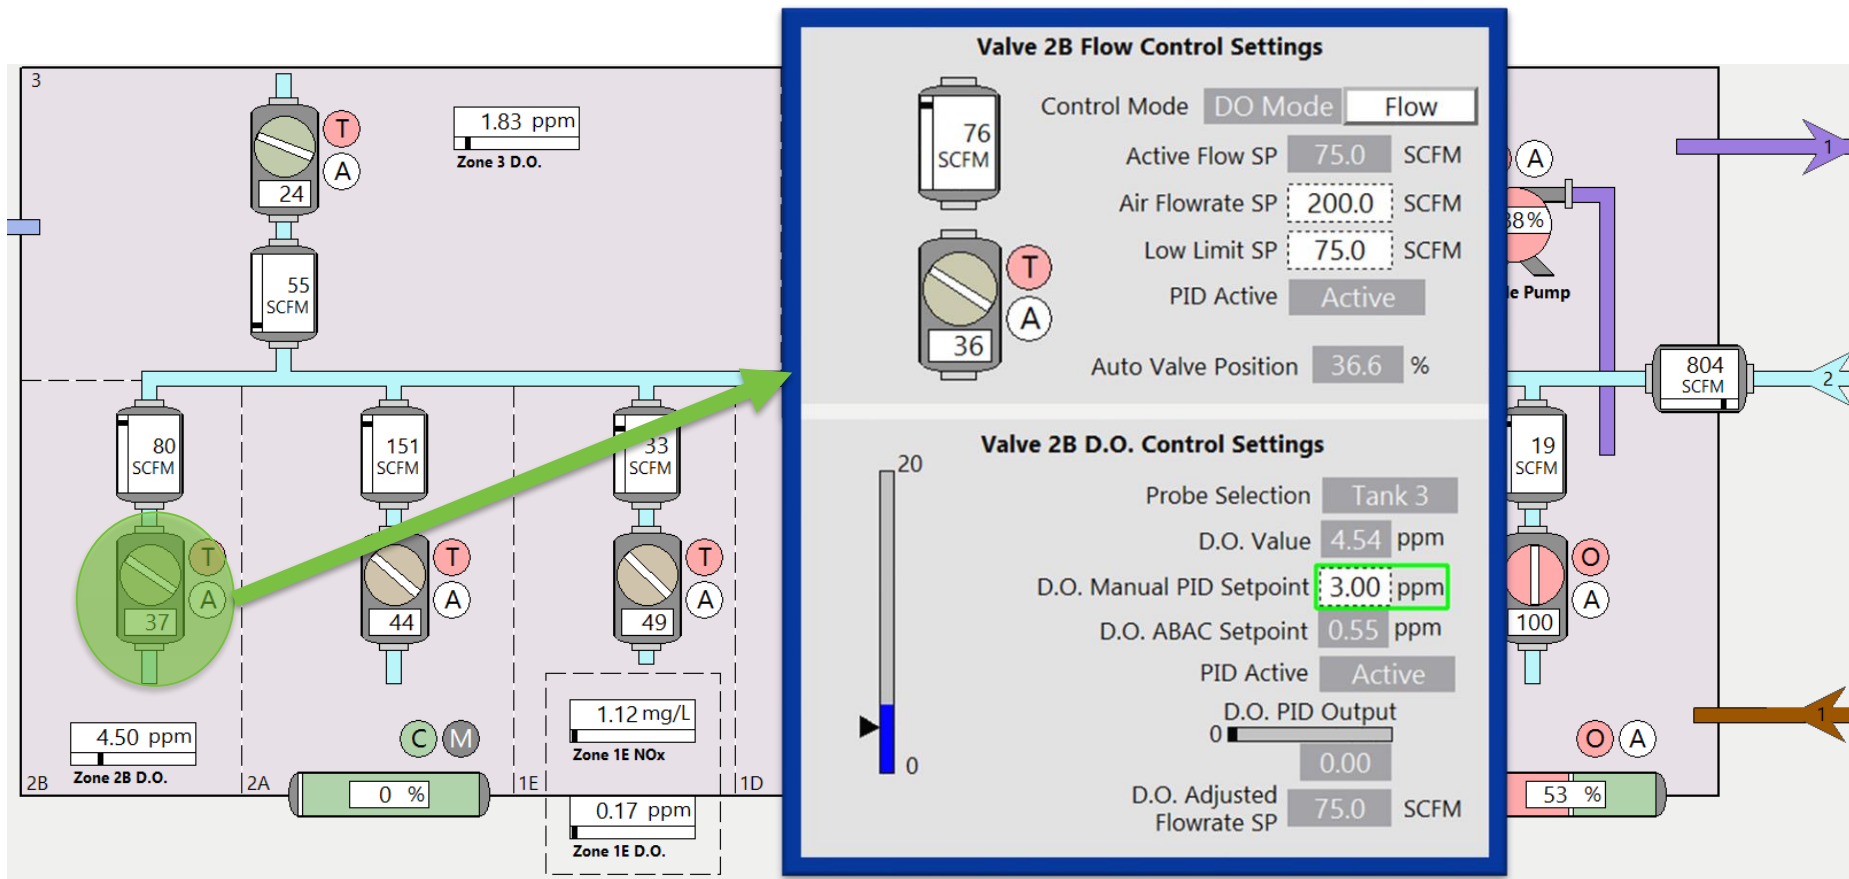 3
T
A
24
1.83 ppm
Zone 3 D.O.
55
SCFM
80
SCFM
151
SCFM
33
SCFM
T
A
37
T
A
44
T
A
49
4.50 ppm
Zone 2B D.O.
C M
1.12 mg/L
Zone 1E NOx
0 %
0.17 ppm
Zone 1E D.O.
2B
2A
1E
1D
Valve 2B Flow Control Settings
76
SCFM
T
A
36
Control Mode DO Mode Flow
Active Flow SP 75.0 SCFM
Air Flowrate SP 200.0 SCFM
Low Limit SP 75.0 SCFM
PID Active Active
Auto Valve Position 36.6 %
Valve 2B D.O. Control Settings
20
0
Probe Selection Tank 3
D.O. Value 4.54 ppm
D.O. Manual PID Setpoint 3.00 ppm
D.O. ABAC Setpoint 0.55 ppm
PID Active Active
D.O. PID Output
0
0.00
D.O. Adjusted
Flowrate SP 75.0 SCFM
A
8%
Pump
1
804
SCFM
2
19
SCFM
O
A
100
1
O A
53 %